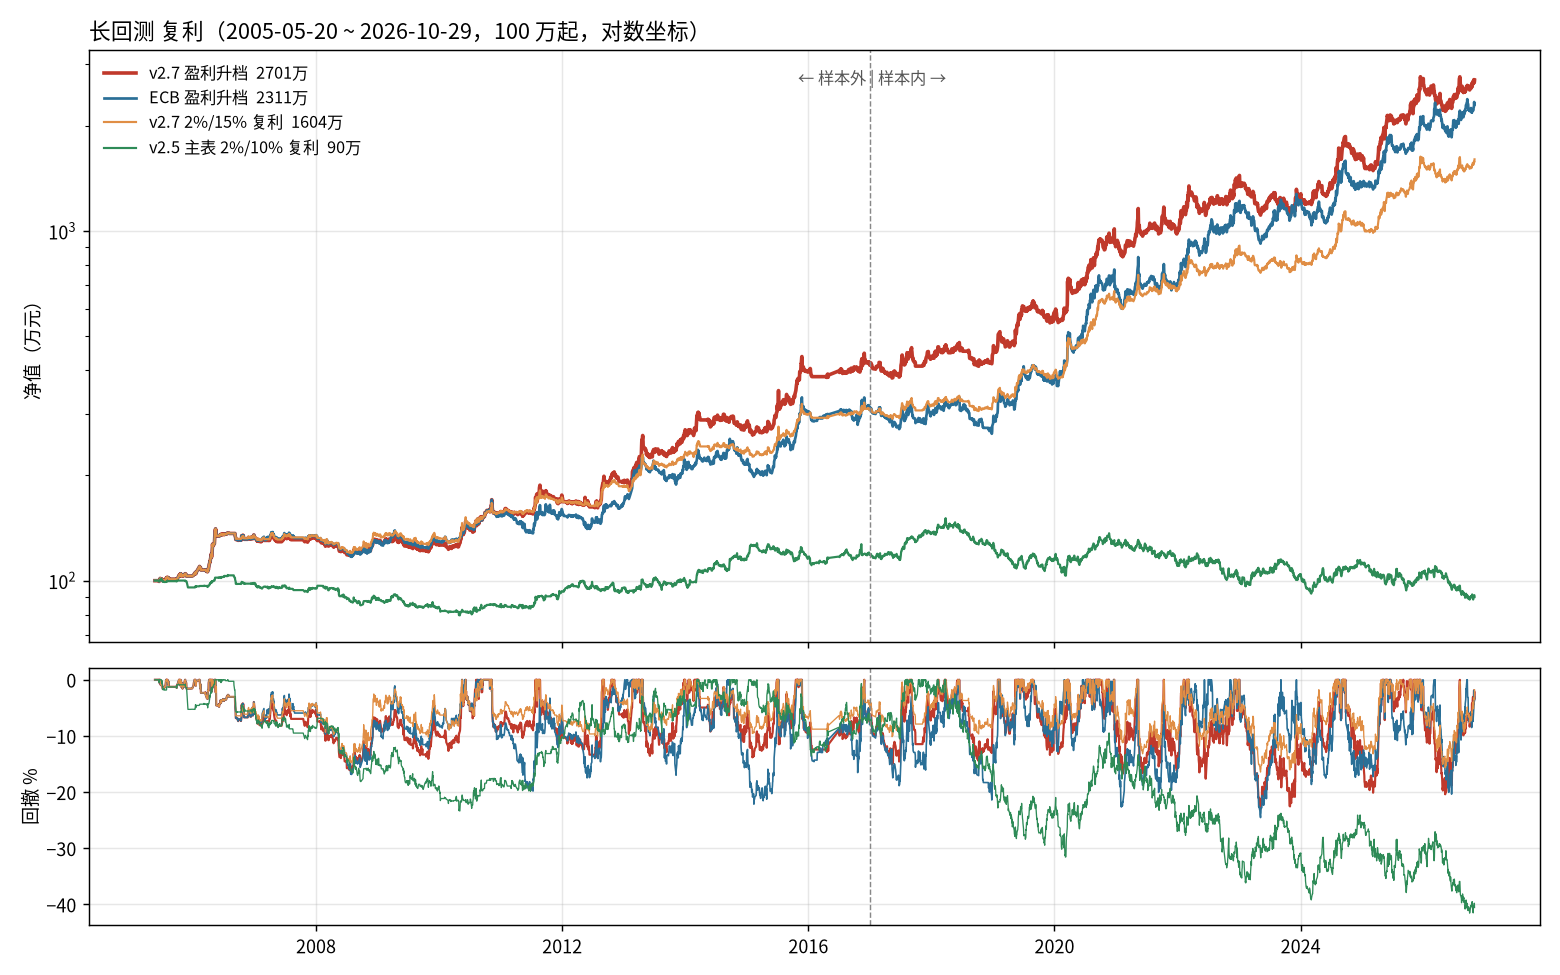 长回测 复利（2005-05-20 ~ 2026-10-29，100 万起，对数坐标）
v2.7 盈利升档 2701万
ECB 盈利升档 2311万
v2.7 2%/15% 复利 1604万
v2.5 主表 2%/10% 复利 90万
← 样本外 | 样本内 →
净值（万元）
10³
10²
回撤 %
0
−10
−20
−30
−40
2008
2012
2016
2020
2024